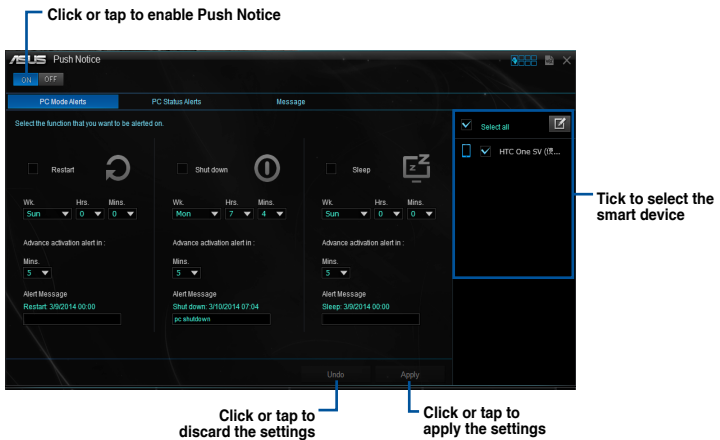 Click or tap to enable Push Notice
ASUS Push Notice
ON OFF
PC Mode Alerts PC Status Alerts Message
Select the function that you want to be alerted on.
Select all
HTC One SV
Restart
Shut down
Sleep
Wk. Hrs. Mins.
Sun 0 0
Wk. Hrs. Mins.
Mon 7 4
Wk. Hrs. Mins.
Sun 0 0
Advance activation alert in :
Mins.
5
Advance activation alert in :
Mins.
5
Advance activation alert in :
Mins.
5
Alert Message
Restart: 3/9/2014 00:00
Alert Message
Shut down: 3/10/2014 07:04
pc shutdown
Alert Message
Sleep: 3/9/2014 00:00
Undo Apply
Tick to select the
smart device
Click or tap to
discard the settings
Click or tap to
apply the settings